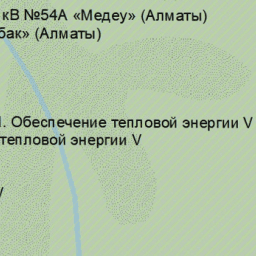 кВ №54А «Медеу» (Алматы)
бак» (Алматы)
. Обеспечение тепловой энергии V
тепловой энергии V
V